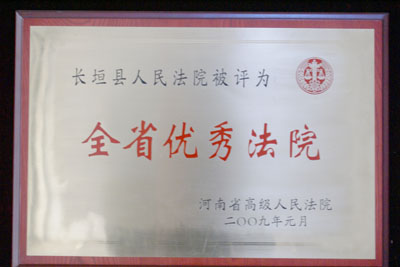 长垣县人民法院被评为
全省优秀法院
河南省高级人民法院
二〇〇九年元月